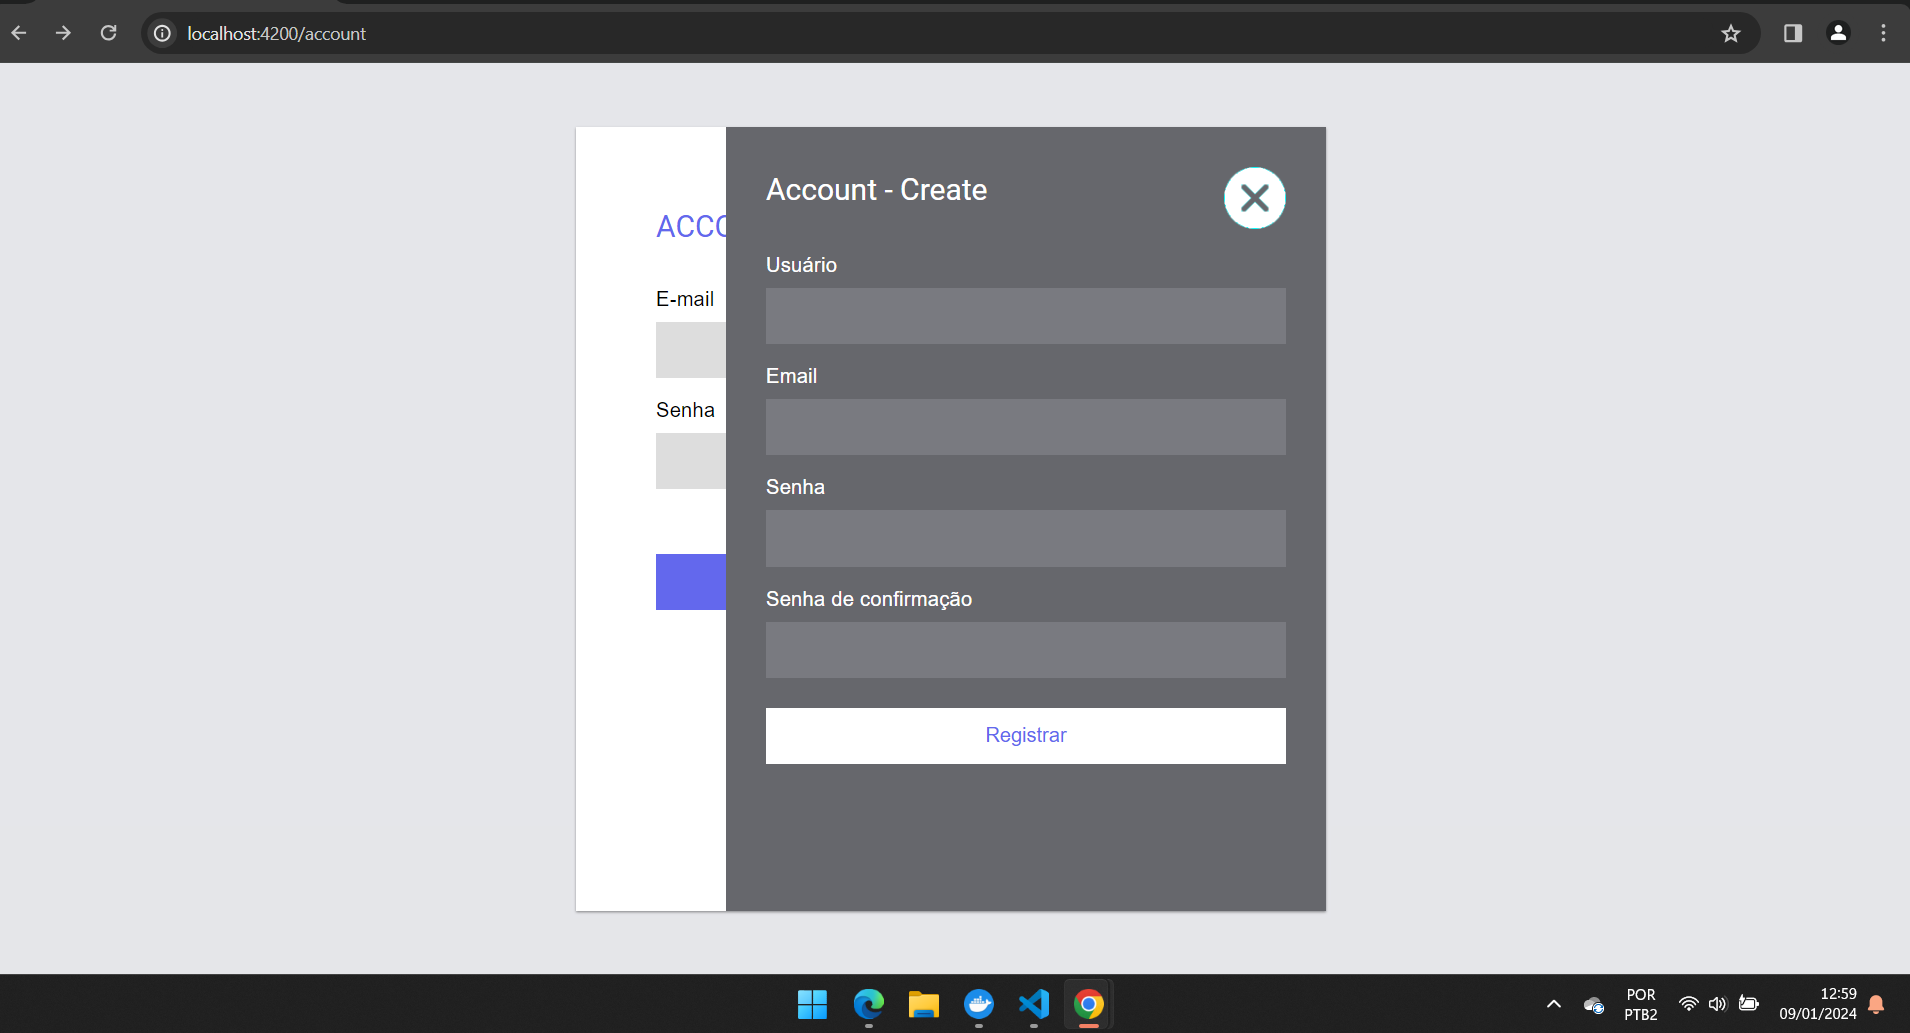 localhost:4200/account
ACCO
E-mail
Senha
Account - Create
Usuário
Email
Senha
Senha de confirmação
Registrar
POR
PTB2
12:59
09/01/2024